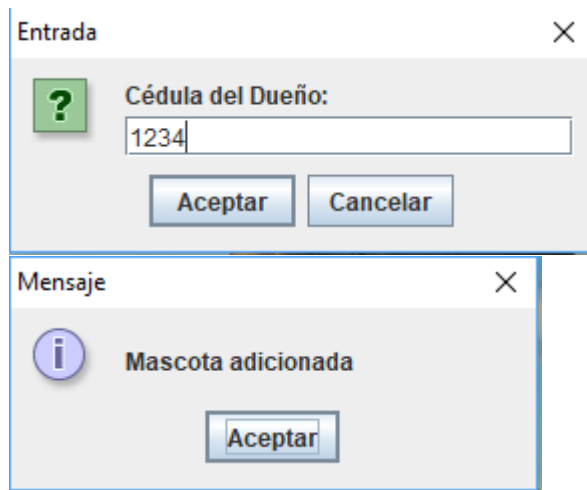 Entrada
Cédula del Dueño:
1234
Aceptar Cancelar
Mensaje
Mascota adicionada
Aceptar